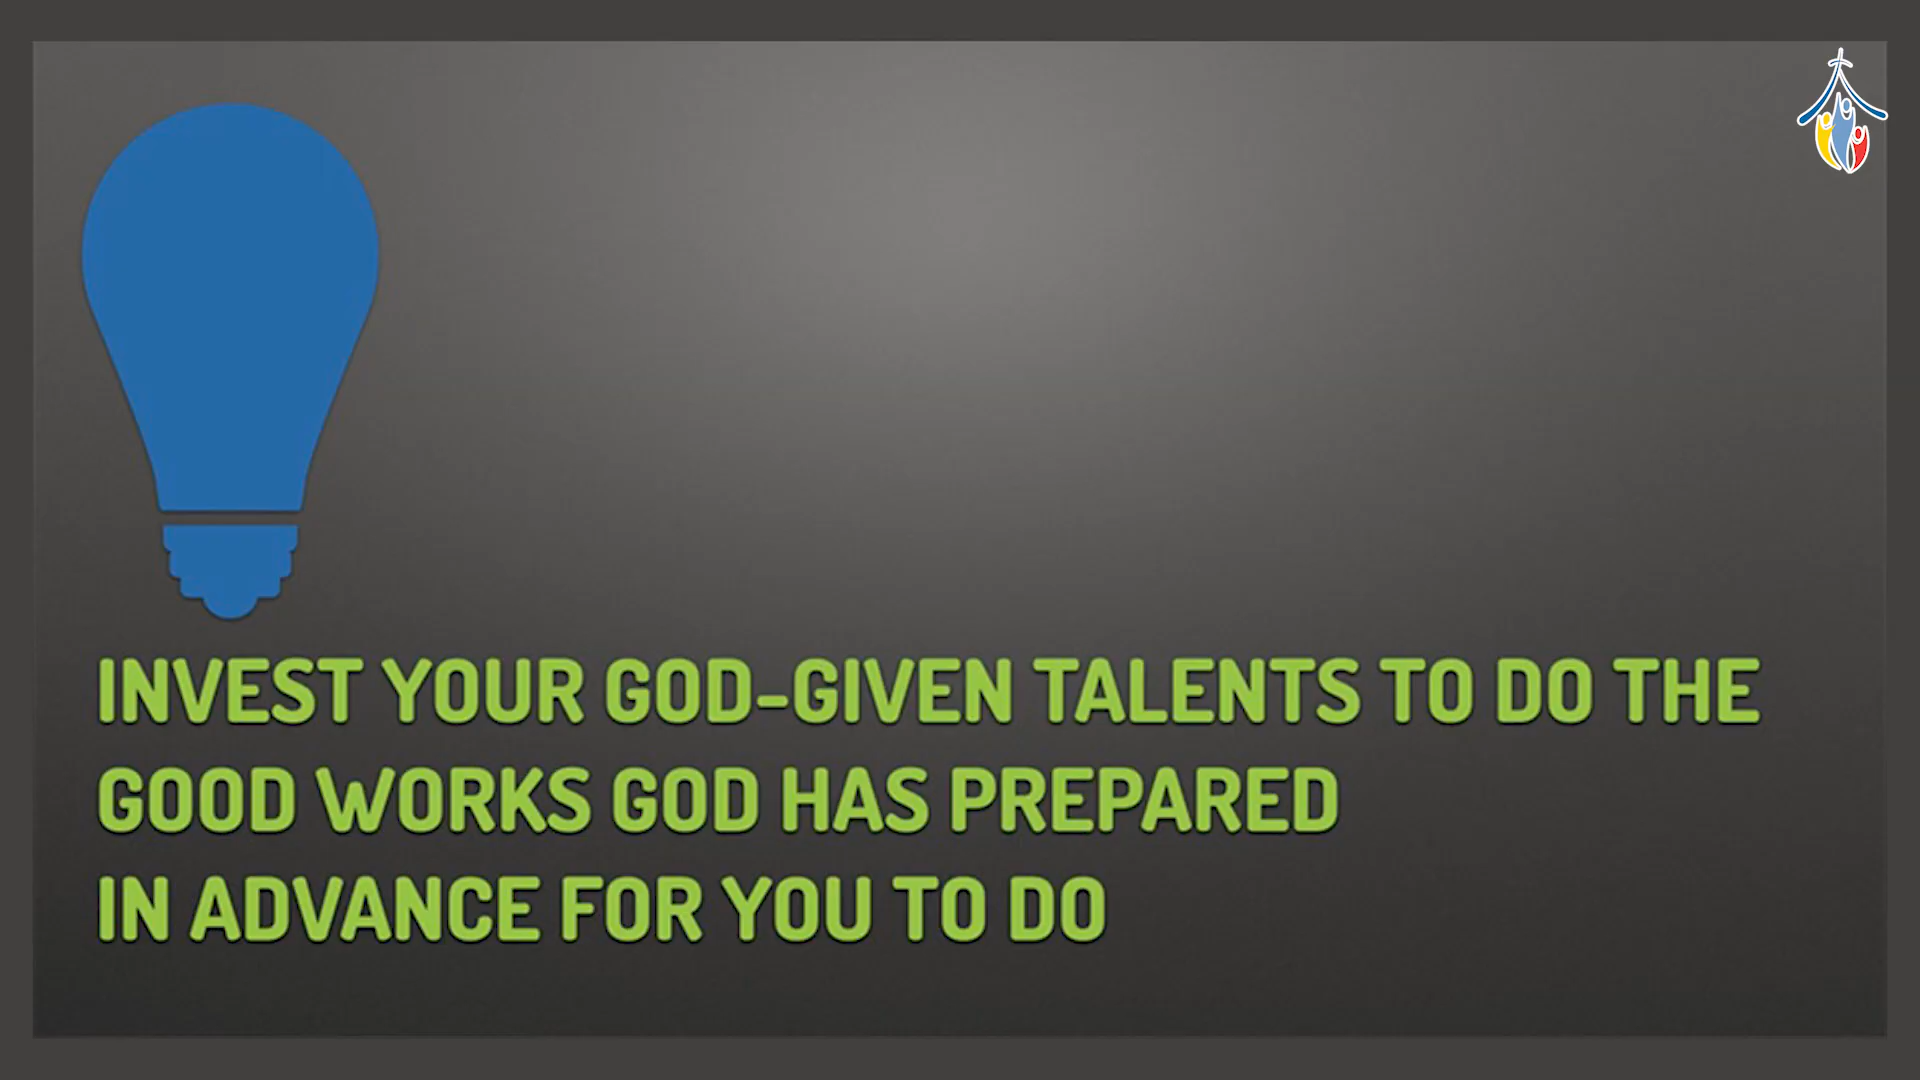 INVEST YOUR GOD-GIVEN TALENTS TO DO THE
GOOD WORKS GOD HAS PREPARED
IN ADVANCE FOR YOU TO DO